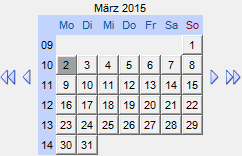 März 2015
Mo Di Mi Do Fr Sa So
09 1
10 2 3 4 5 6 7 8
11 9 10 11 12 13 14 15
12 16 17 18 19 20 21 22
13 23 24 25 26 27 28 29
14 30 31